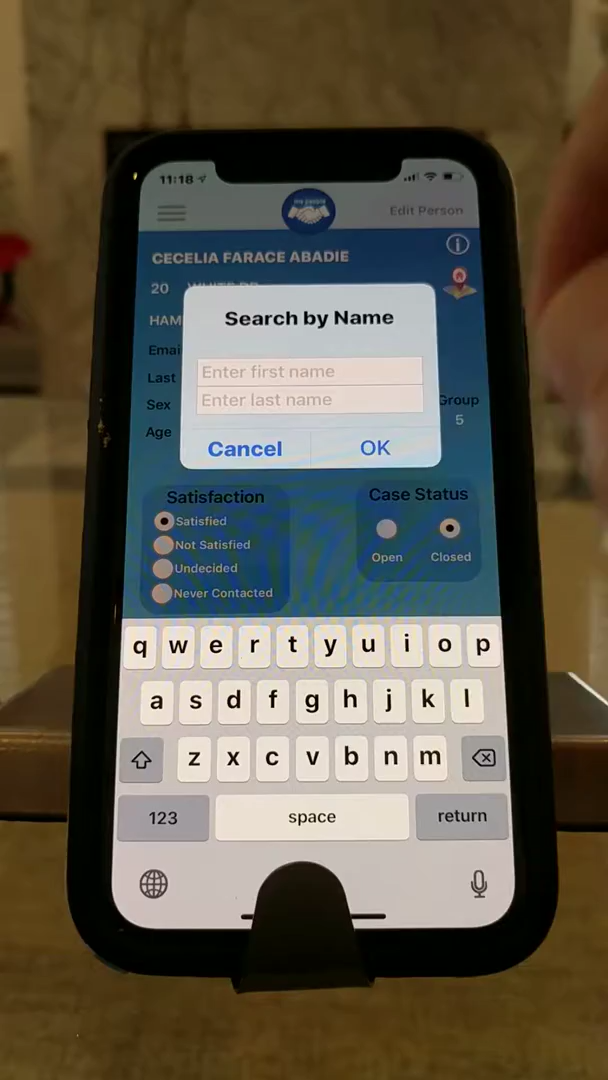 11:18
Edit Person
CECELIA FARACE ABADIE
20 WHITE DR
HAM
Emai
Last
Sex
Age
Group
5
Search by Name
Enter first name
Enter last name
Cancel OK
Satisfaction
Satisfied
Not Satisfied
Undecided
Never Contacted
Case Status
Open Closed
q w e r t y u i o p
a s d f g h j k l
z x c v b n m
123 space return